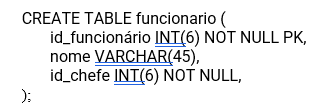 CREATE TABLE funcionario (
id_funcionário INT(6) NOT NULL PK,
nome VARCHAR(45),
id_chefe INT(6) NOT NULL,
);